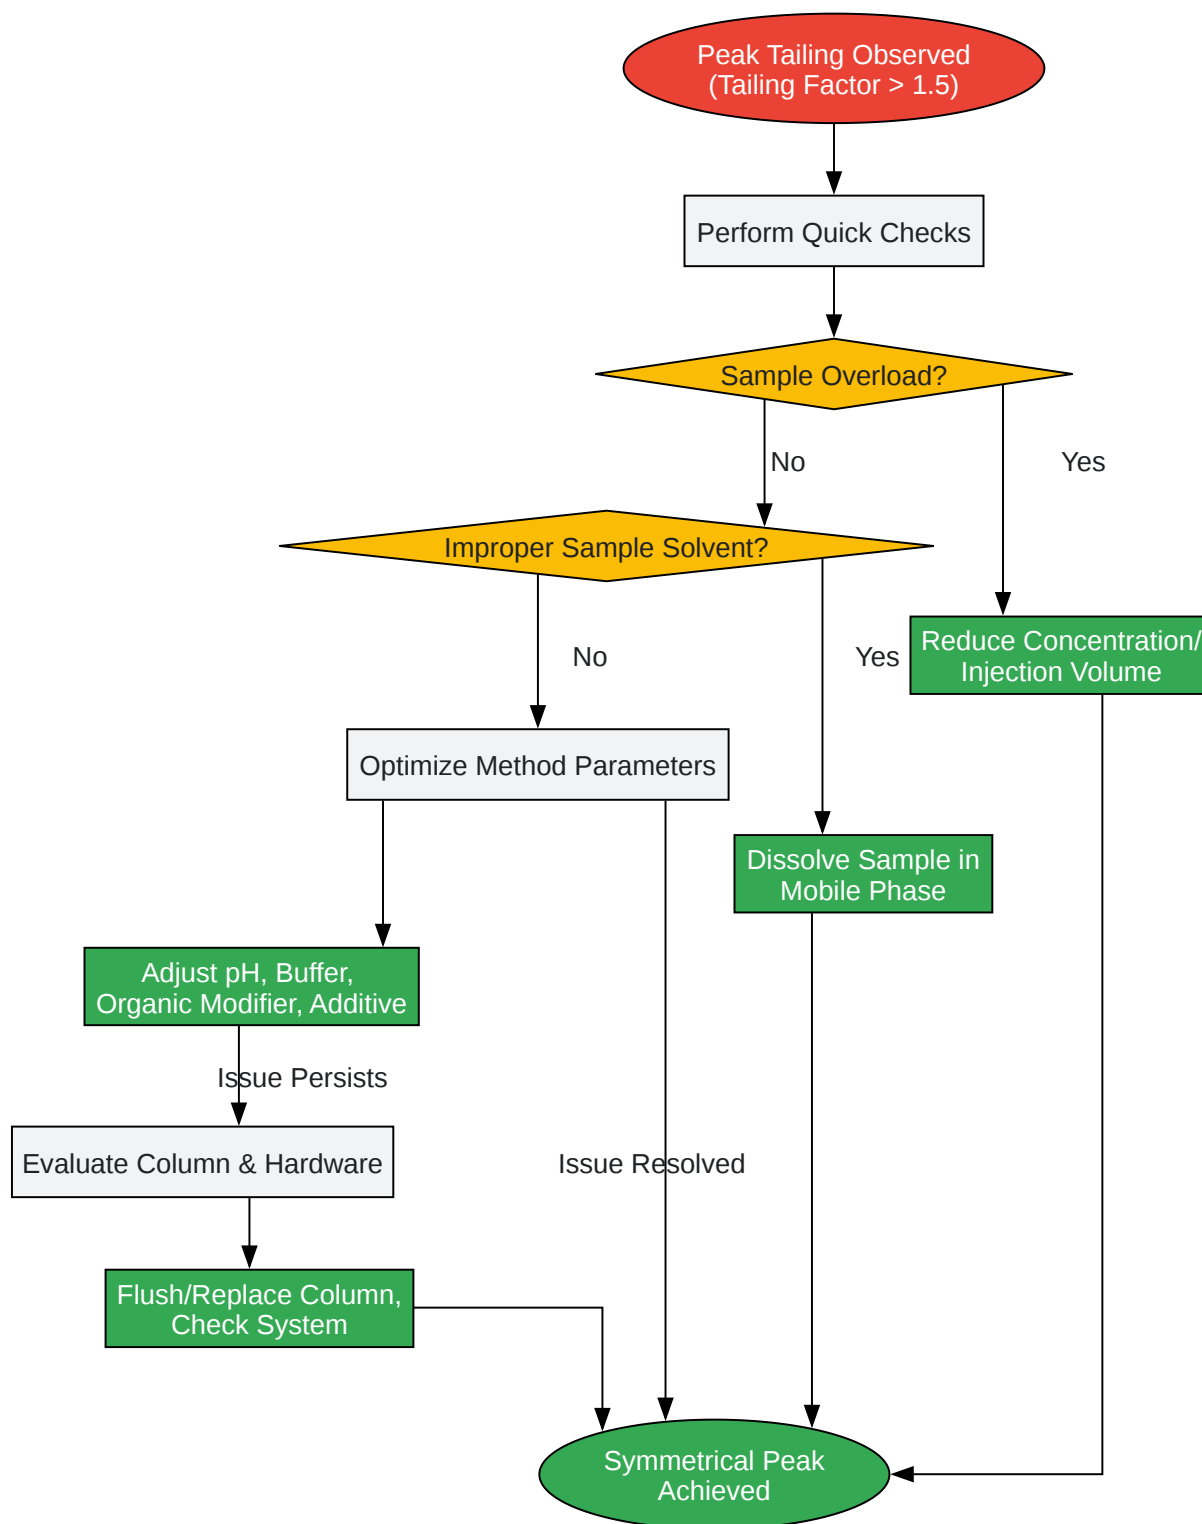 Peak Tailing Observed
(Tailing Factor > 1.5)
Perform Quick Checks
Sample Overload?
No
Yes
Improper Sample Solvent?
No
Yes
Reduce Concentration/
Injection Volume
Optimize Method Parameters
Dissolve Sample in
Mobile Phase
Adjust pH, Buffer,
Organic Modifier, Additive
Issue Persists
Evaluate Column & Hardware
Issue Resolved
Flush/Replace Column,
Check System
Symmetrical Peak
Achieved